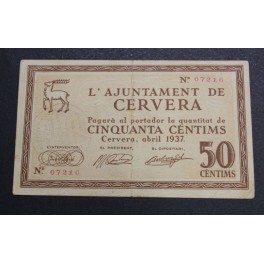 Nº 07216
L'AJUNTAMENT DE
CERVERA
Pagarà al portador la quantitat de
CINQUANTA CÈNTIMS
Cervera, abril 1937.
L'INTERVENTOR, EL PRESIDENT, EL DIPOSITARI,
Nº 07216
50
CÈNTIMS